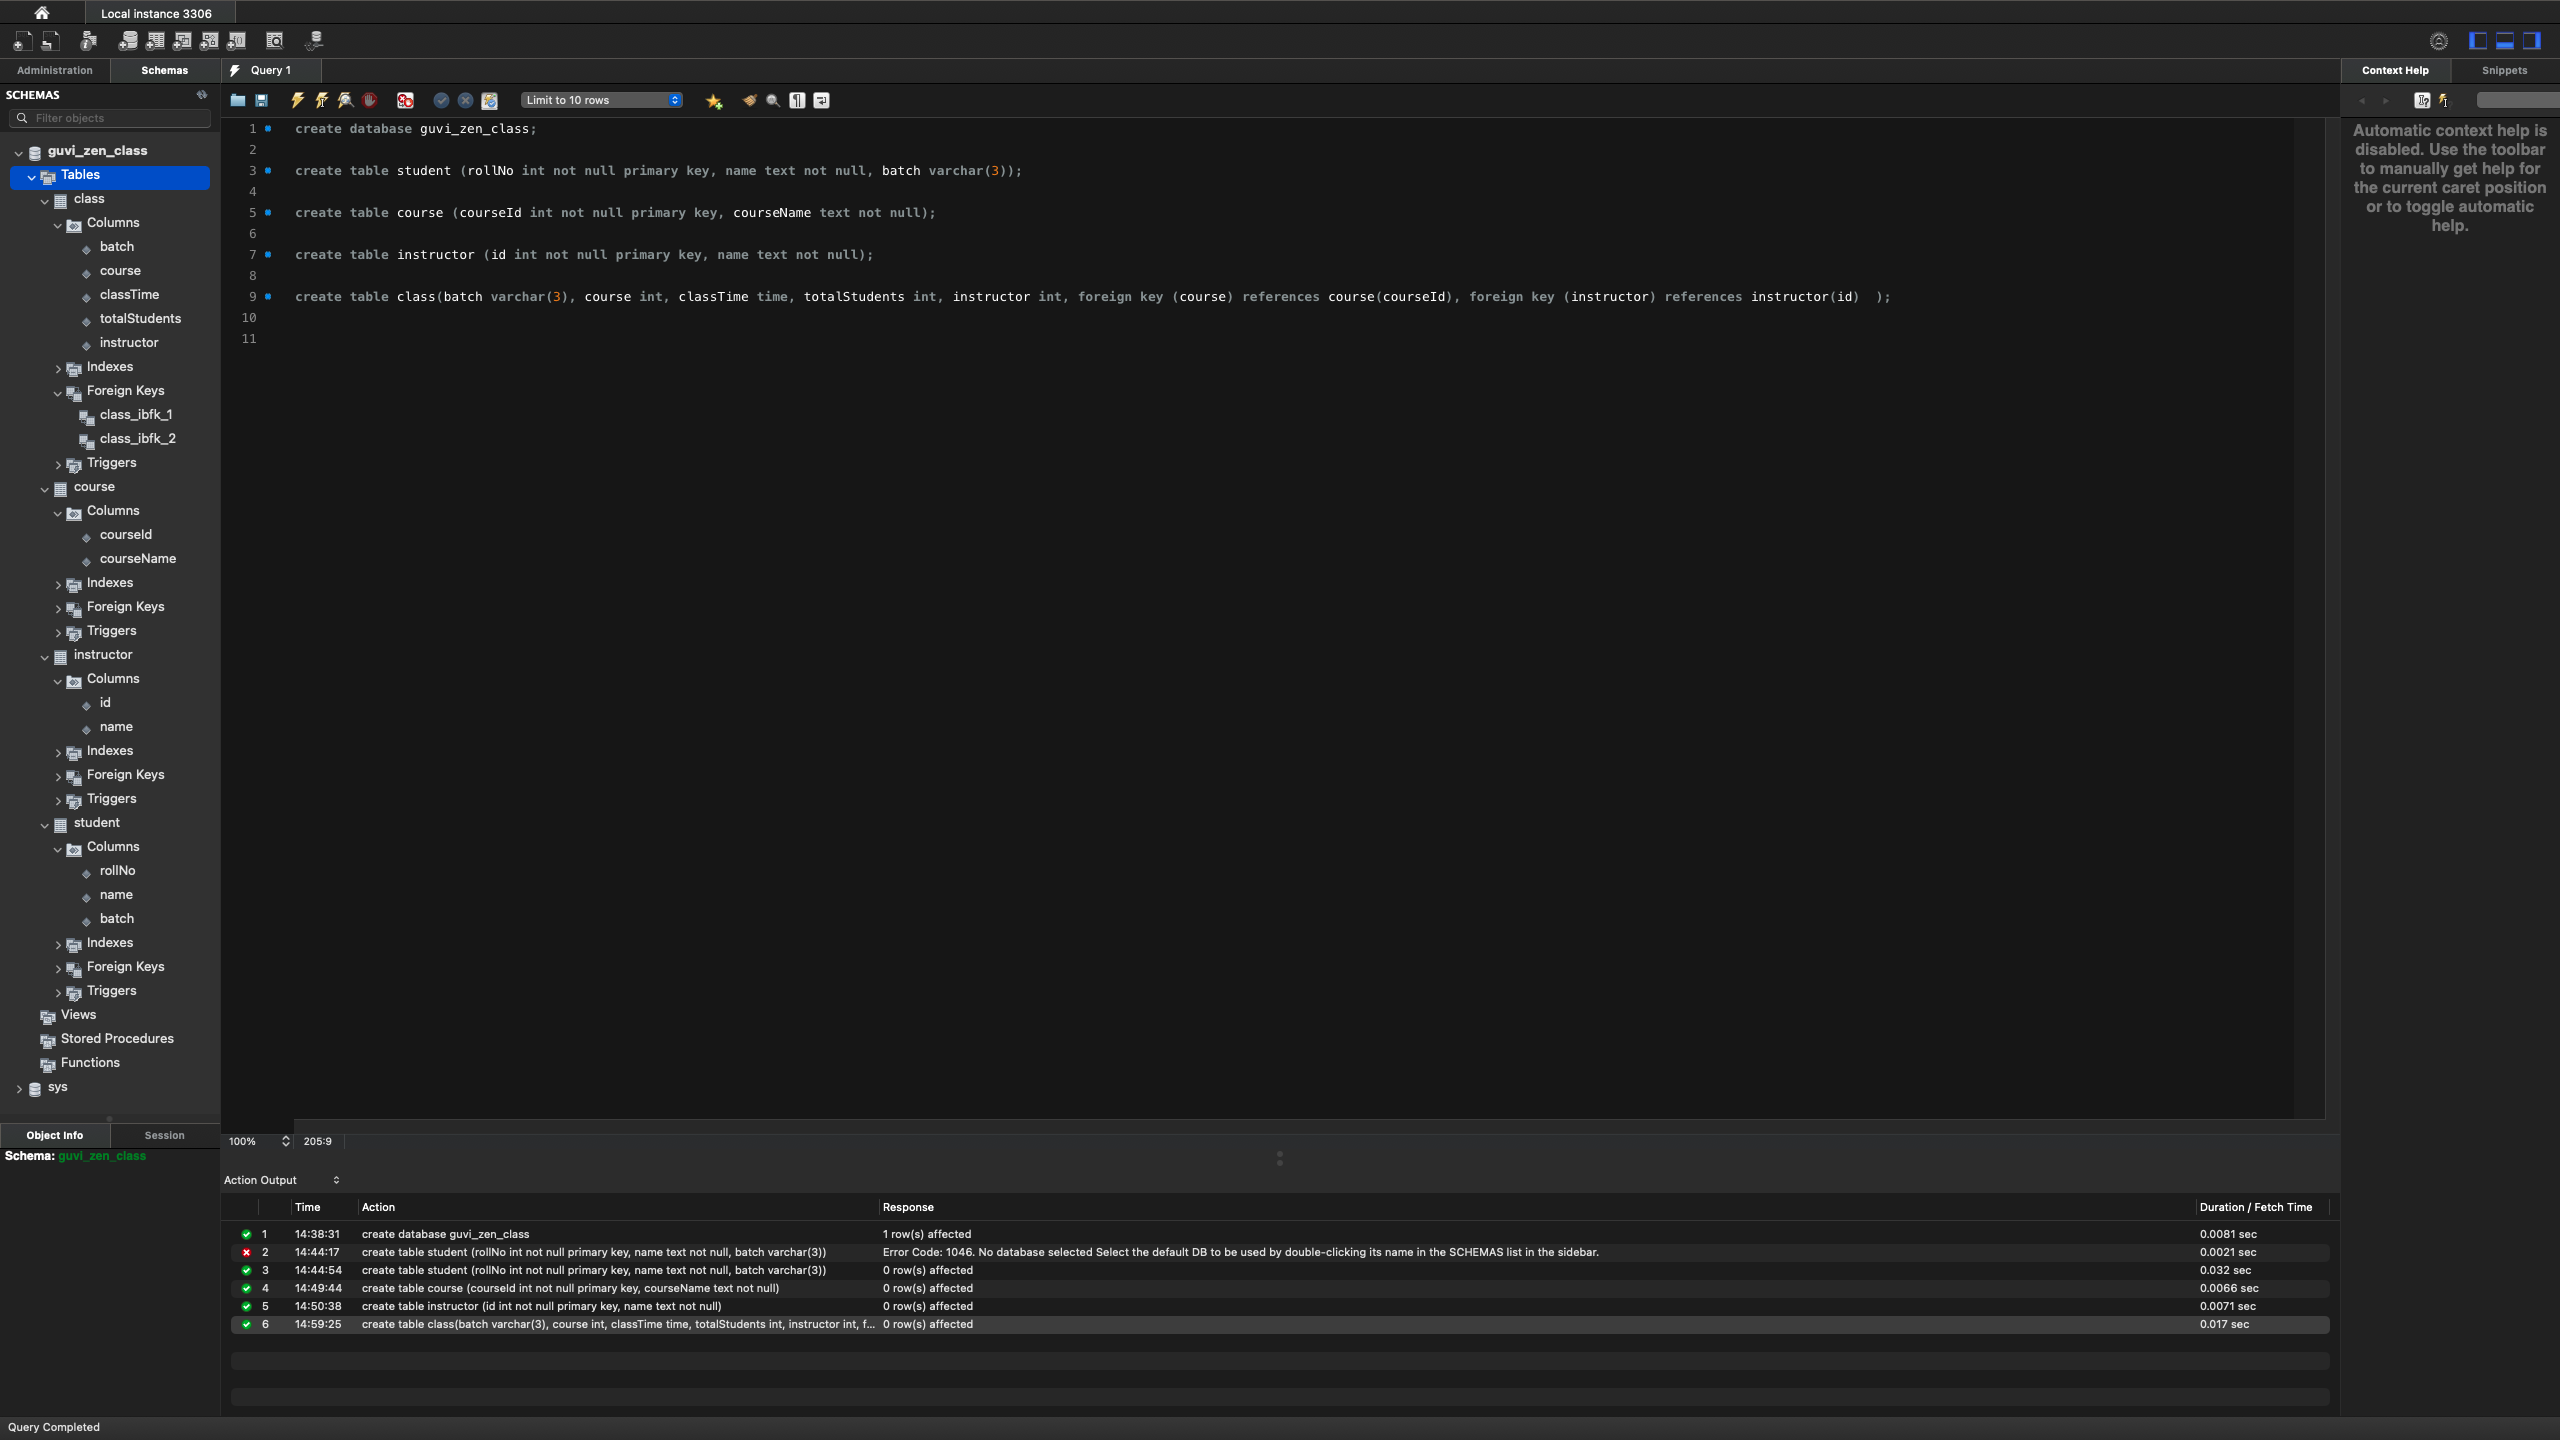 Local instance 3306
Administration
Schemas
Query 1
Context Help
Snippets
SCHEMAS
Filter objects
Limit to 10 rows
guvi_zen_class
Tables
class
Columns
batch
course
classTime
totalStudents
instructor
Indexes
Foreign Keys
class_ibfk_1
class_ibfk_2
Triggers
course
Columns
courseId
courseName
Indexes
Foreign Keys
Triggers
instructor
Columns
id
name
Indexes
Foreign Keys
Triggers
student
Columns
rollNo
name
batch
Indexes
Foreign Keys
Triggers
Views
Stored Procedures
Functions
sys
Object Info
Session
Schema: guvi_zen_class
1 create database guvi_zen_class;
2
3 create table student (rollNo int not null primary key, name text not null, batch varchar(3));
4
5 create table course (courseId int not null primary key, courseName text not null);
6
7 create table instructor (id int not null primary key, name text not null);
8
9 create table class(batch varchar(3), course int, classTime time, totalStudents int, instructor int, foreign key (course) references course(courseId), foreign key (instructor) references instructor(id)  );
10
11
Automatic context help is
disabled. Use the toolbar
to manually get help for
the current caret position
or to toggle automatic
help.
100%
205:9
Action Output
Time Action Response Duration / Fetch Time
1 14:38:31 create database guvi_zen_class 1 row(s) affected 0.0081 sec
2 14:44:17 create table student (rollNo int not null primary key, name text not null, batch varchar(3)) Error Code: 1046. No database selected Select the default DB to be used by double-clicking its name in the SCHEMAS list in the sidebar. 0.0021 sec
3 14:44:54 create table student (rollNo int not null primary key, name text not null, batch varchar(3)) 0 row(s) affected 0.032 sec
4 14:49:44 create table course (courseId int not null primary key, courseName text not null) 0 row(s) affected 0.0066 sec
5 14:50:38 create table instructor (id int not null primary key, name text not null) 0 row(s) affected 0.0071 sec
6 14:59:25 create table class(batch varchar(3), course int, classTime time, totalStudents int, instructor int, f... 0 row(s) affected 0.017 sec
Query Completed